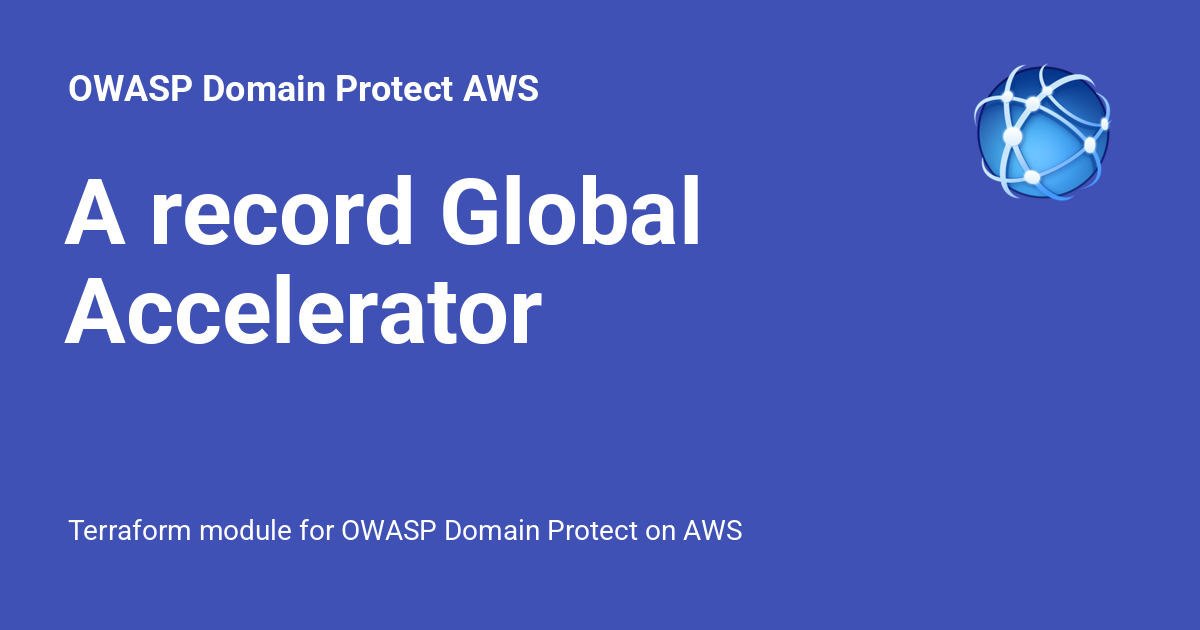 OWASP Domain Protect AWS
A record Global
Accelerator
Terraform module for OWASP Domain Protect on AWS